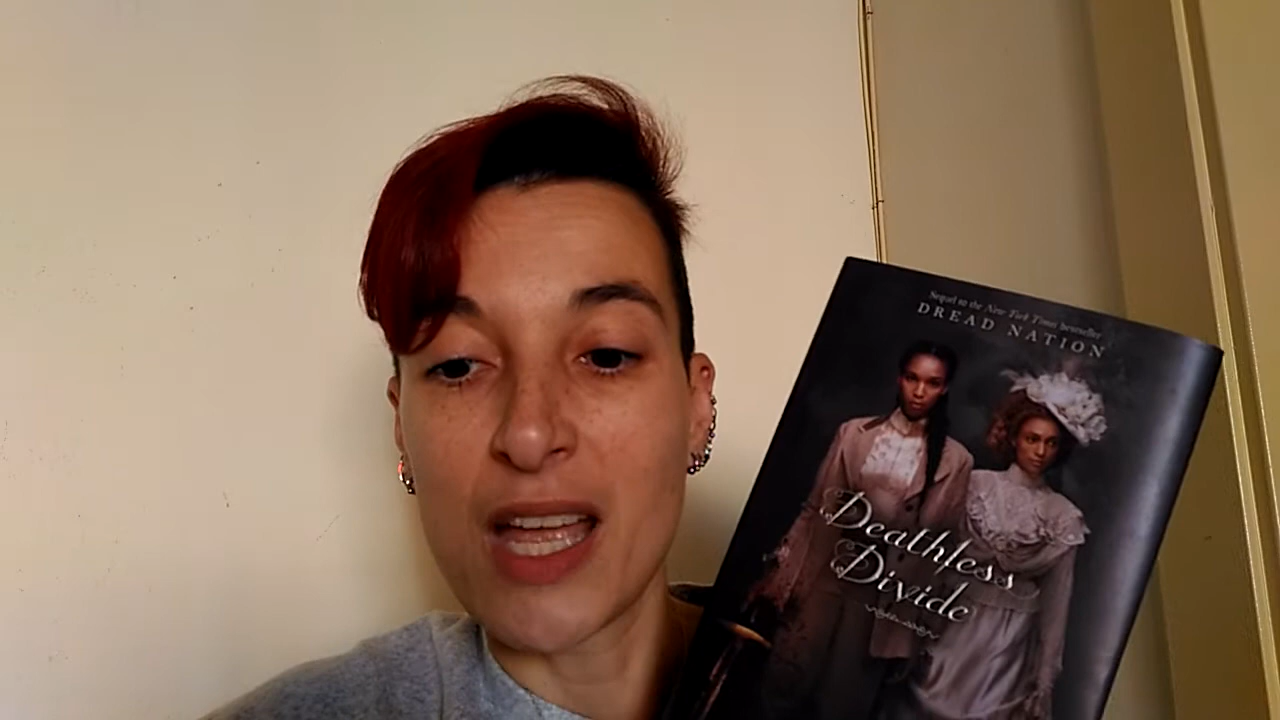 Sequel to the New York Times bestseller
DREAD NATION
Deathless
Divide